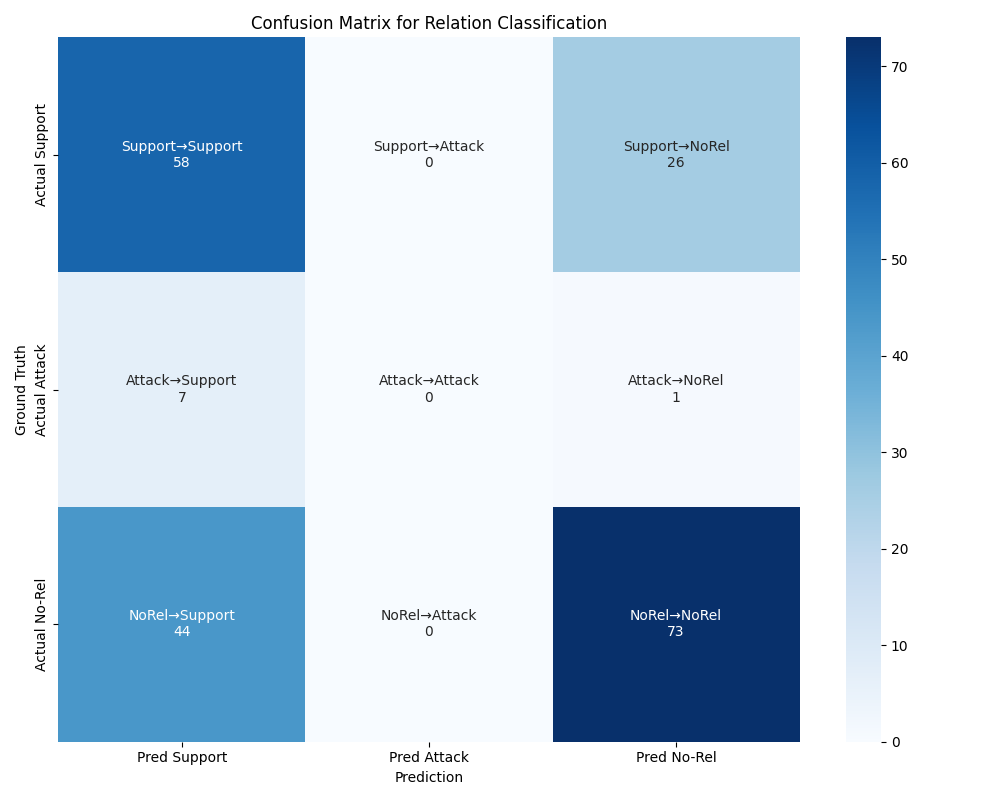 Confusion Matrix for Relation Classification
Ground Truth
Actual Support
Support→Support
58
Support→Attack
0
Support→NoRel
26
Actual Attack
Attack→Support
7
Attack→Attack
0
Attack→NoRel
1
Actual No-Rel
NoRel→Support
44
NoRel→Attack
0
NoRel→NoRel
73
Pred Support
Pred Attack
Pred No-Rel
Prediction
70
60
50
40
30
20
10
0